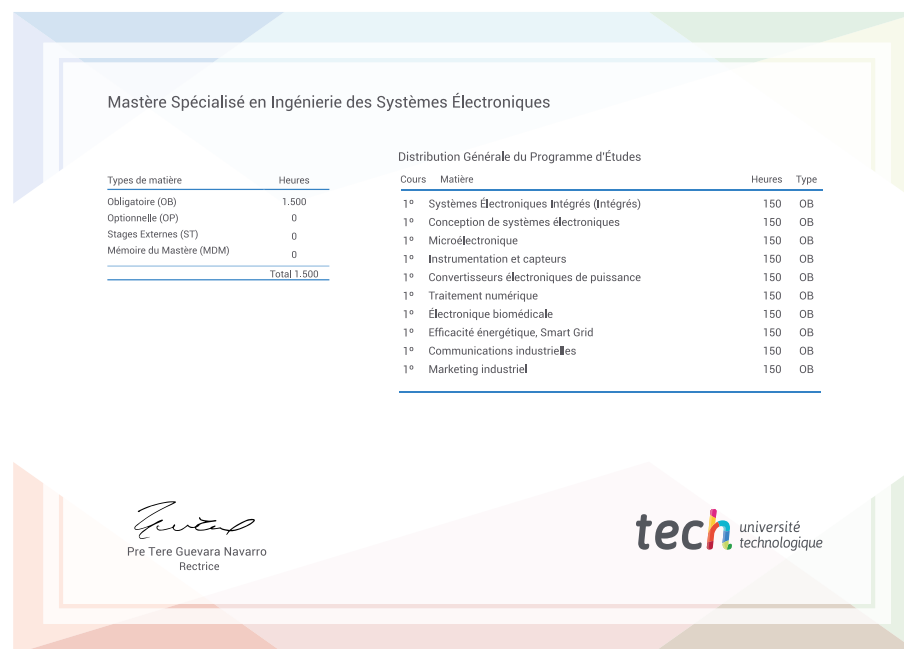 Mastère Spécialisé en Ingénierie des Systèmes Électroniques
Types de matière Heures
Obligatoire (OB) 1.500
Optionnelle (OP) 0
Stages Externes (ST) 0
Mémoire du Mastère (MDM) 0
Total 1.500
Distribution Générale du Programme d'Études
Cours Matière Heures Type
1º Systèmes Électroniques Intégrés (Intégrés) 150 OB
1º Conception de systèmes électroniques 150 OB
1º Microélectronique 150 OB
1º Instrumentation et capteurs 150 OB
1º Convertisseurs électroniques de puissance 150 OB
1º Traitement numérique 150 OB
1º Électronique biomédicale 150 OB
1º Efficacité énergétique, Smart Grid 150 OB
1º Communications industrielles 150 OB
1º Marketing industriel 150 OB
Pre Tere Guevara Navarro
Rectrice
tech université
technologique